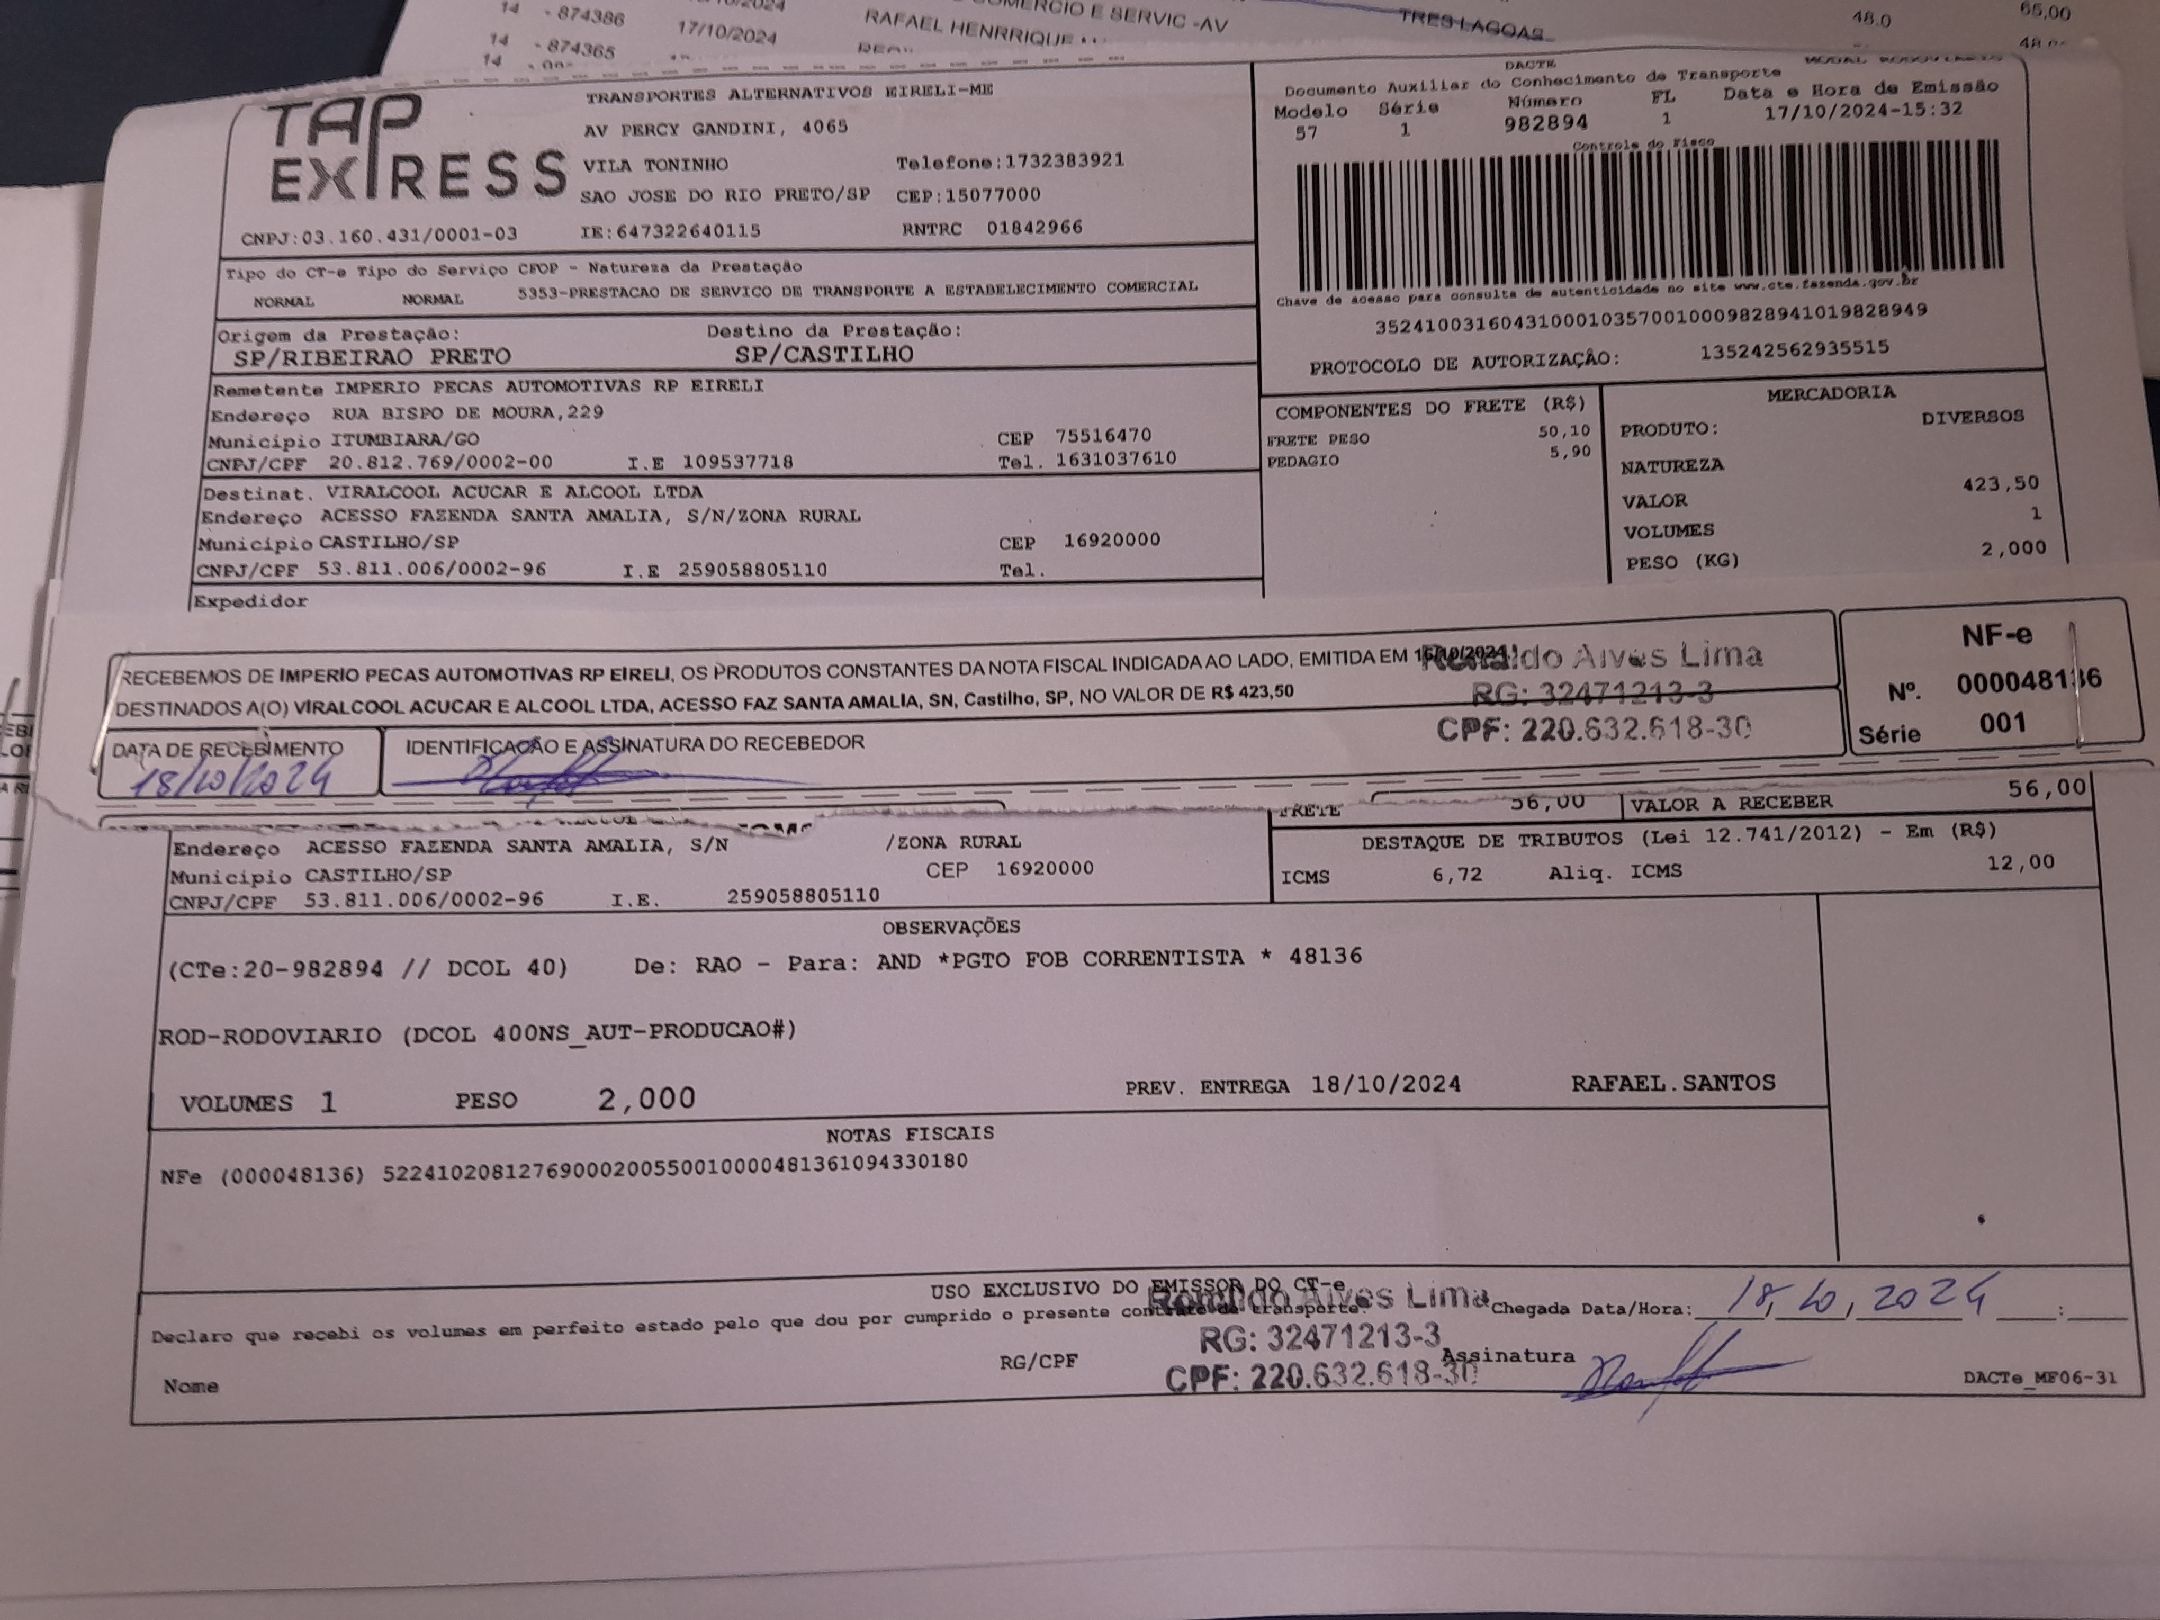 14 - 874386 17/10/2024 RAFAEL HENRRIQUE COMERCIO E SERVIC -AV TRES LAGOAS 48.0 65,00
14 - 874365
14
TAP EXPRESS
TRANSPORTES ALTERNATIVOS EIRELI-ME
AV PERCY GANDINI, 4065
VILA TONINHO Telefone:1732383921
SAO JOSE DO RIO PRETO/SP CEP:15077000
CNPJ:03.160.431/0001-03 IE:647322640115 RNTRC 01842966
DACTE MODAL RODOVIARIO
Documento Auxiliar do Conhecimento de Transporte
Modelo Série Número FL Data e Hora de Emissão
57 1 982894 1 17/10/2024-15:32
Controle do Fisco
Chave de acesso para consulta de autenticidade no site www.cte.fazenda.gov.br
35241003160431000103570010009828941019828949
PROTOCOLO DE AUTORIZAÇÃO: 135242562935515
Tipo do CT-e Tipo do Serviço CFOP - Natureza da Prestação
NORMAL NORMAL 5353-PRESTACAO DE SERVICO DE TRANSPORTE A ESTABELECIMENTO COMERCIAL
Origem da Prestação: Destino da Prestação:
SP/RIBEIRAO PRETO SP/CASTILHO
Remetente IMPERIO PECAS AUTOMOTIVAS RP EIRELI
Endereço RUA BISPO DE MOURA,229
Município ITUMBIARA/GO CEP 75516470
CNPJ/CPF 20.812.769/0002-00 I.E 109537718 Tel. 1631037610
Destinat. VIRALCOOL ACUCAR E ALCOOL LTDA
Endereço ACESSO FAZENDA SANTA AMALIA, S/N/ZONA RURAL
Município CASTILHO/SP CEP 16920000
CNPJ/CPF 53.811.006/0002-96 I.E 259058805110 Tel.
Expedidor
COMPONENTES DO FRETE (R$)
FRETE PESO 50,10
PEDAGIO 5,90
MERCADORIA
PRODUTO: DIVERSOS
NATUREZA
VALOR 423,50
VOLUMES 1
PESO (KG) 2,000
RECEBEMOS DE IMPERIO PECAS AUTOMOTIVAS RP EIRELI, OS PRODUTOS CONSTANTES DA NOTA FISCAL INDICADA AO LADO, EMITIDA EM 16/10/2024,
DESTINADOS A(O) VIRALCOOL ACUCAR E ALCOOL LTDA, ACESSO FAZ SANTA AMALIA, SN, Castilho, SP, NO VALOR DE R$ 423,50
Ronaldo Alves Lima
RG: 32471213-3
CPF: 220.632.618-30
NF-e
Nº. 000048136
Série 001
DATA DE RECEBIMENTO IDENTIFICAÇÃO E ASSINATURA DO RECEBEDOR
18/10/2024
FRETE 56,00 VALOR A RECEBER 56,00
Endereço ACESSO FAZENDA SANTA AMALIA, S/N /ZONA RURAL
Municipio CASTILHO/SP CEP 16920000
CNPJ/CPF 53.811.006/0002-96 I.E. 259058805110
DESTAQUE DE TRIBUTOS (Lei 12.741/2012) - Em (R$)
ICMS 6,72 Aliq. ICMS 12,00
OBSERVAÇÕES
(CTe:20-982894 // DCOL 40) De: RAO - Para: AND *PGTO FOB CORRENTISTA * 48136
ROD-RODOVIARIO (DCOL 400NS_AUT-PRODUCAO#)
VOLUMES 1 PESO 2,000 PREV. ENTREGA 18/10/2024 RAFAEL.SANTOS
NOTAS FISCAIS
NFe (000048136) 52241020812769000200550010000481361094330180
USO EXCLUSIVO DO EMISSOR DO CT-e
Declaro que recebi os volumes em perfeito estado pelo que dou por cumprido o presente contrato de transporte.
Ronaldo Alves Lima
RG: 32471213-3
CPF: 220.632.618-30
Chegada Data/Hora: 18,10,2024 :
Nome RG/CPF Assinatura
DACTe_MF06-31